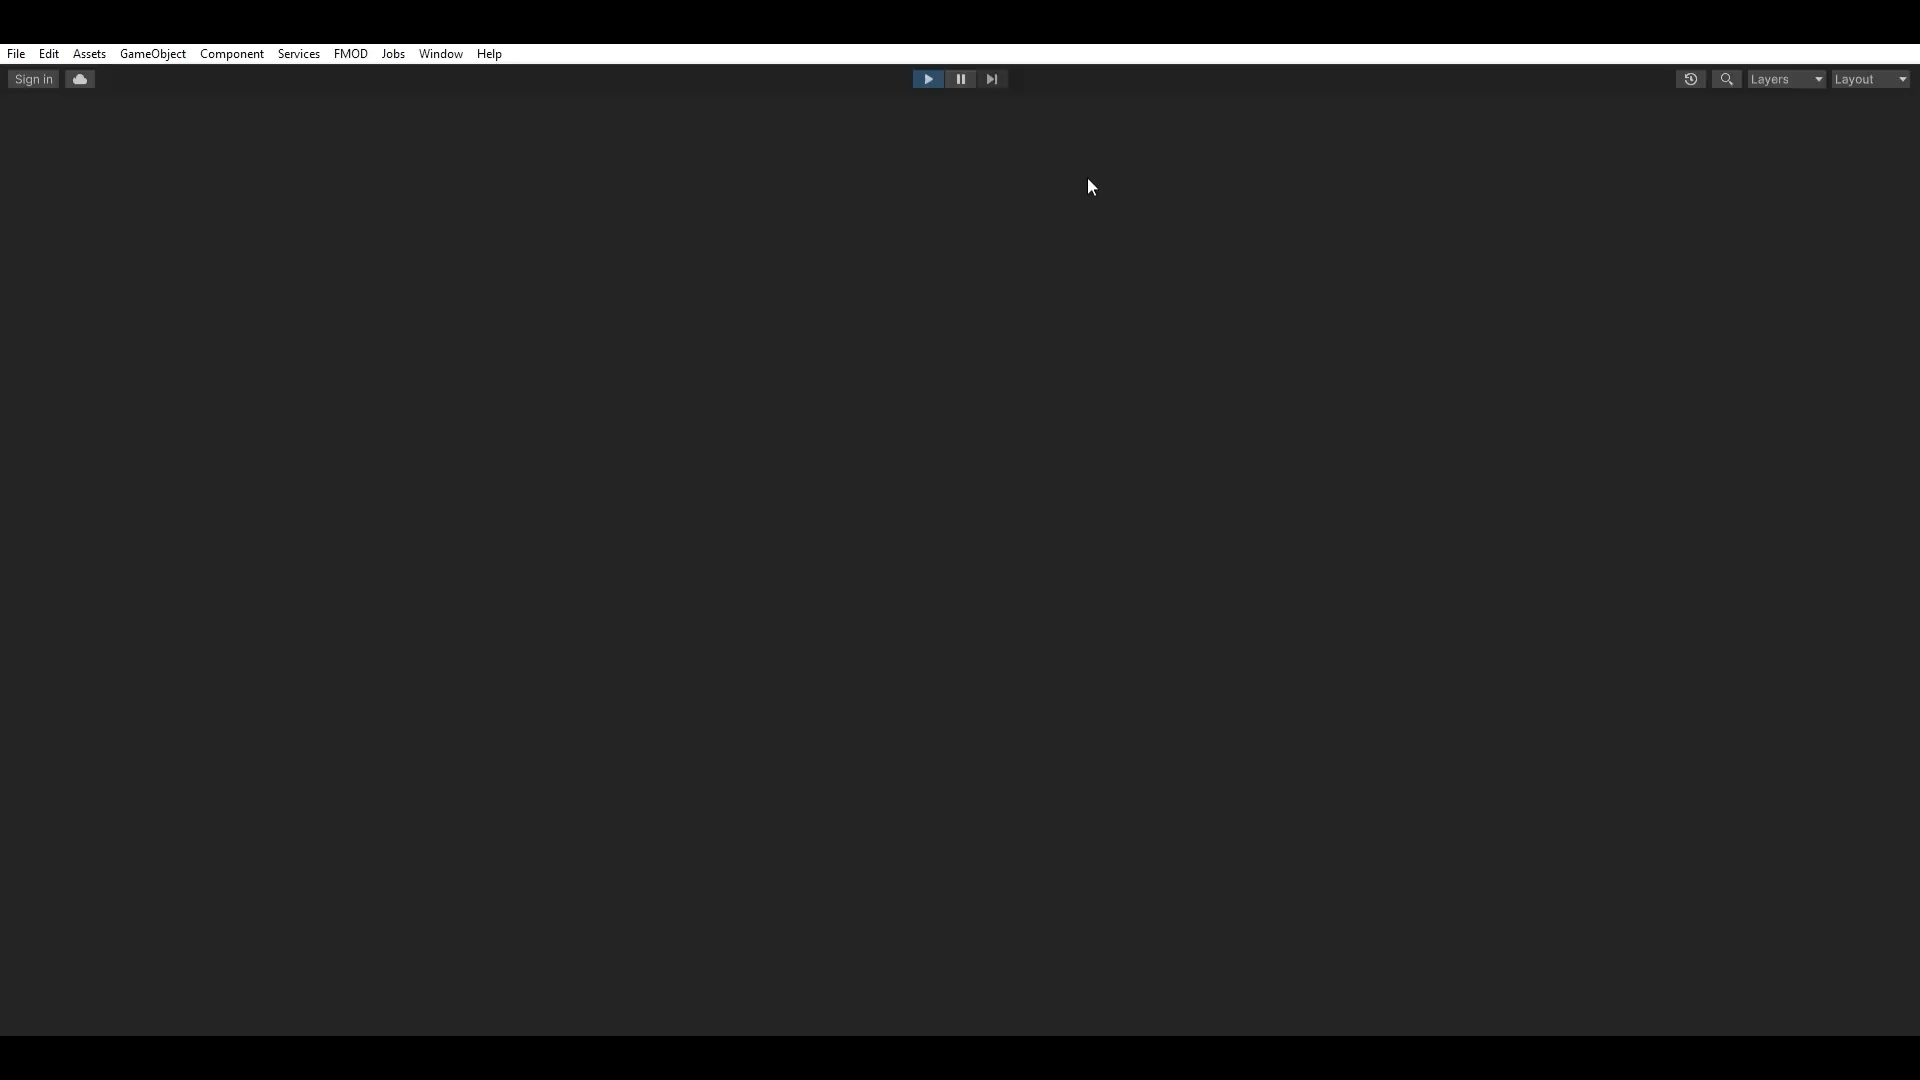 File Edit Assets GameObject Component Services FMOD Jobs Window Help
Sign in Layers Layout